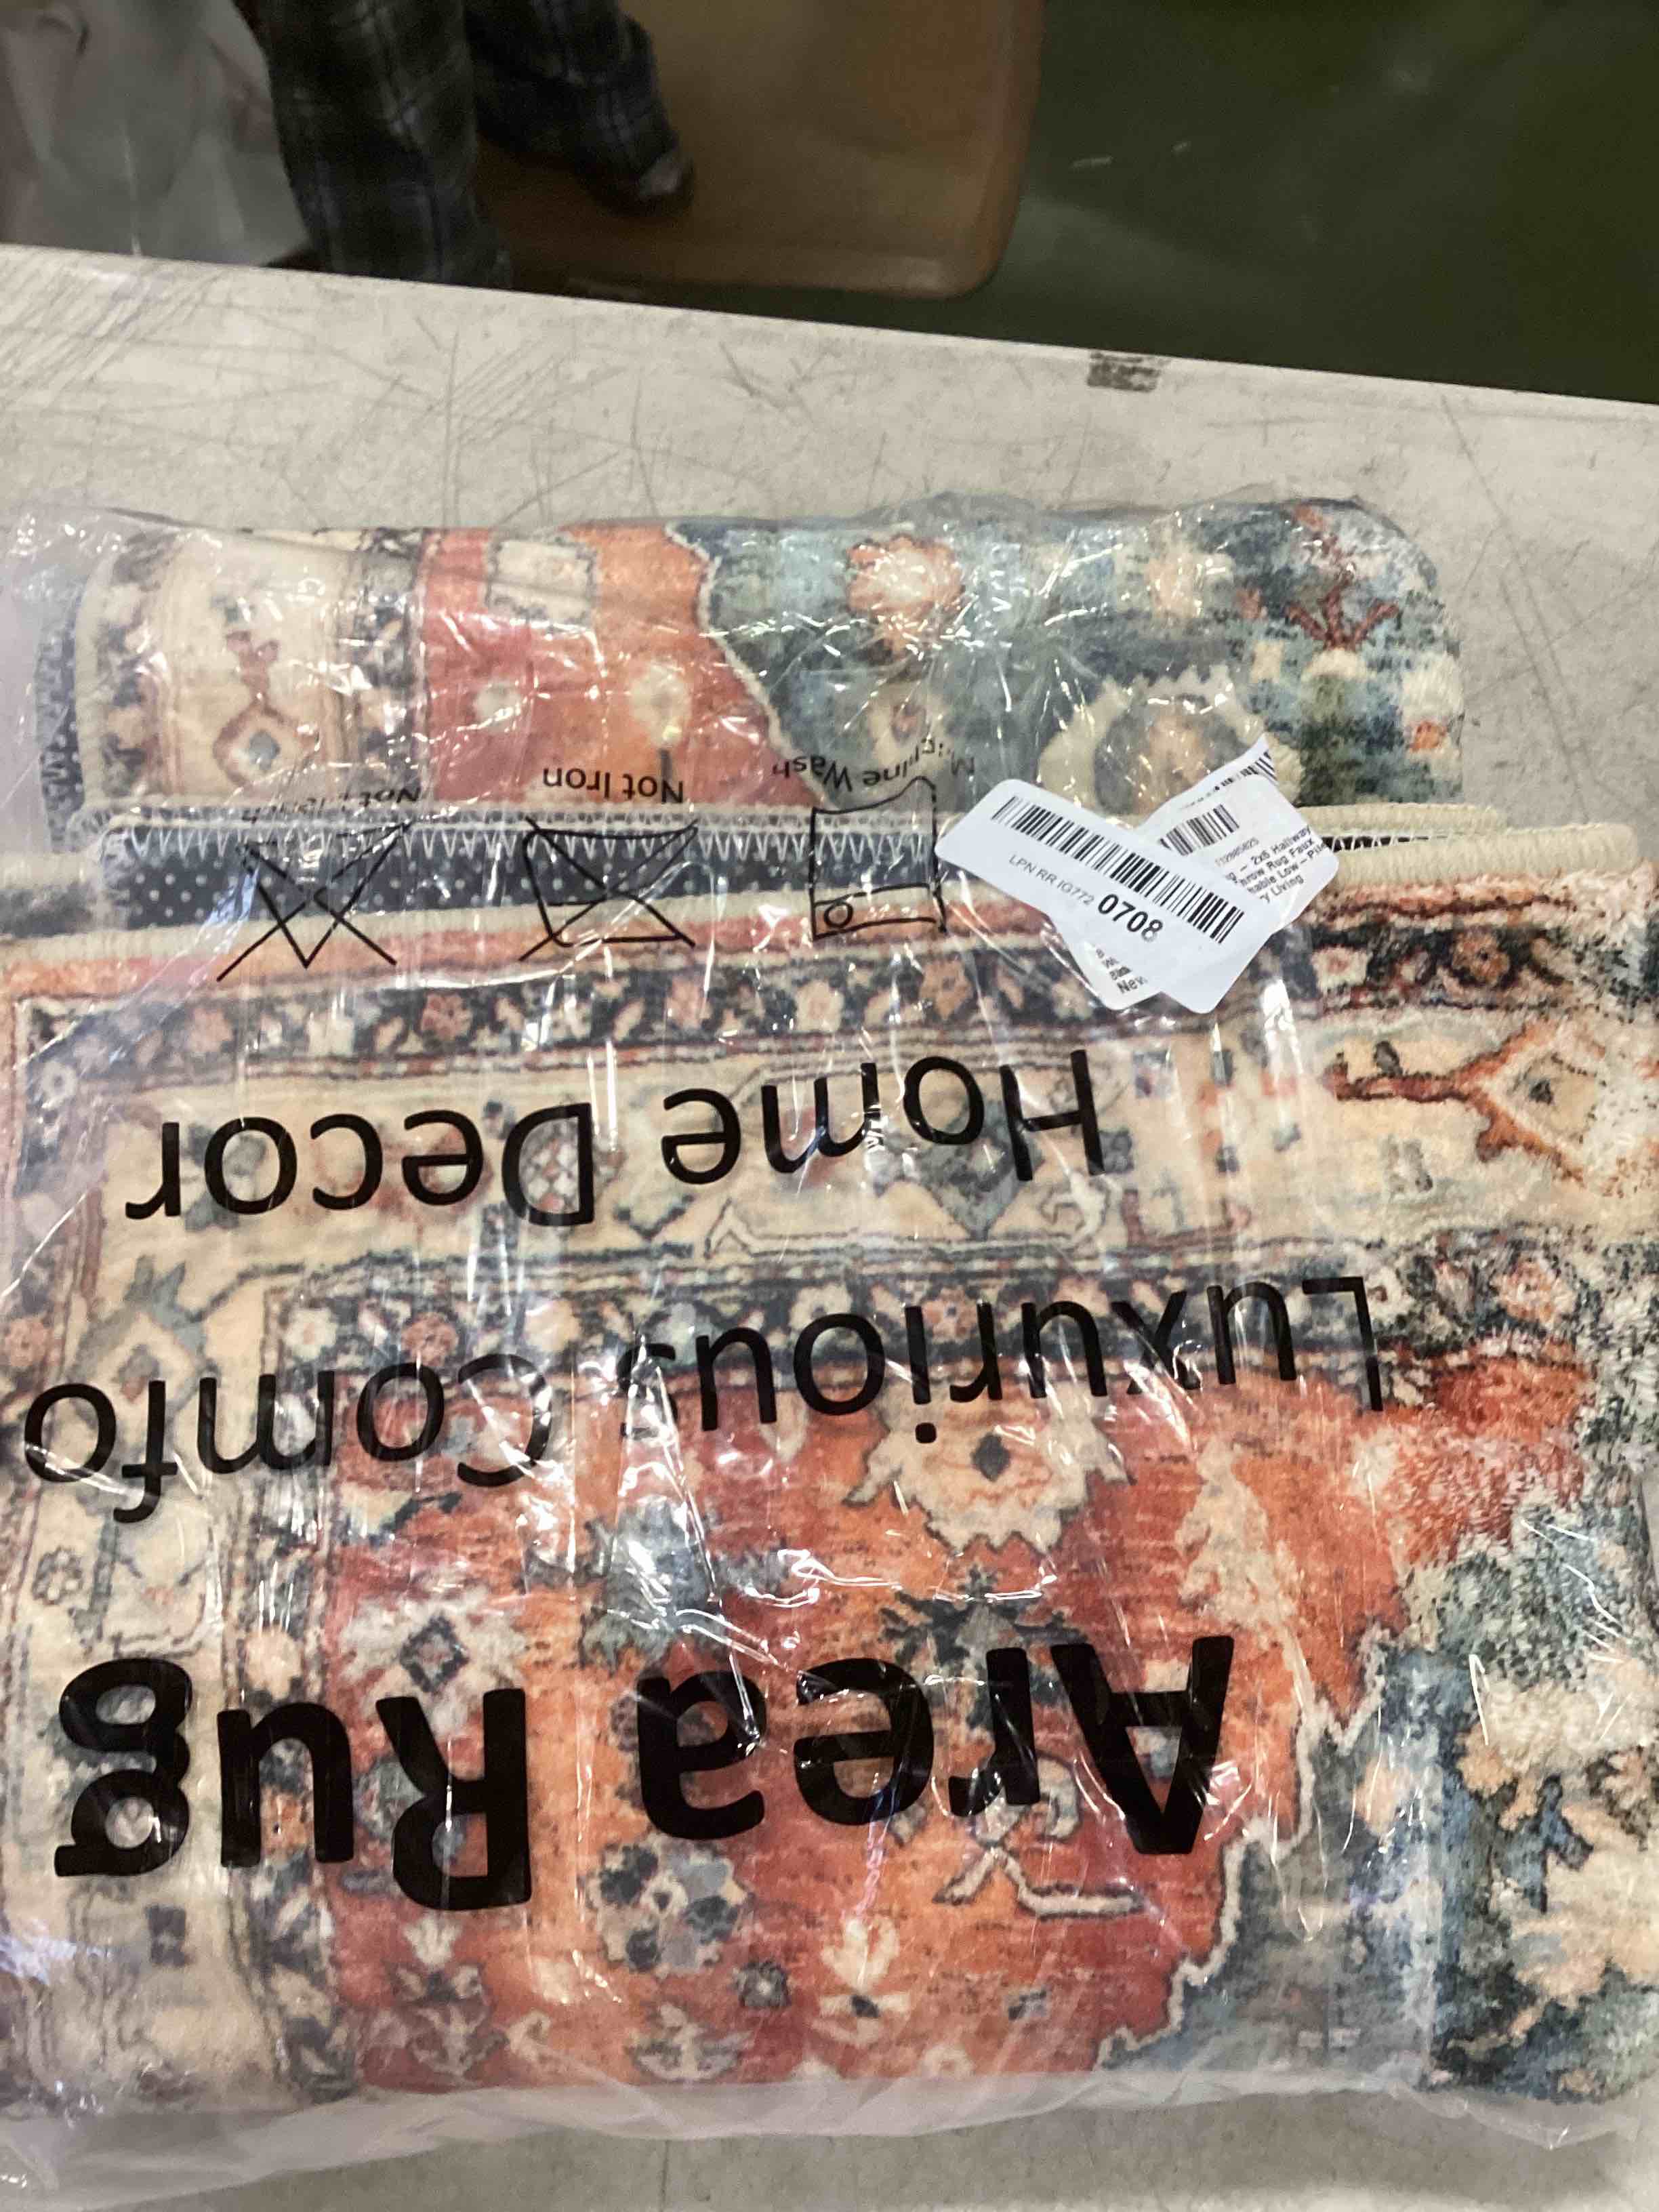 Area Rug
Luxurious Comfo
Home Decor
Machine Wash
Not Iron
LPN RR IG772 0708
- 2x6 Hallway
Throw Rug Faux
Low-Pile
Living
New